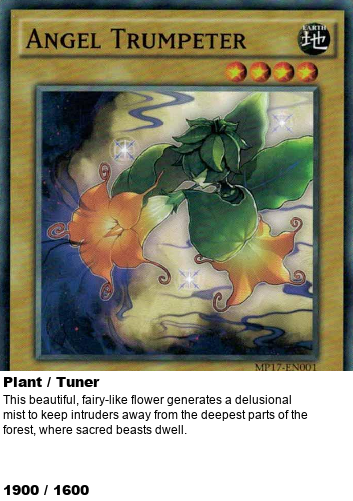 ANGEL TRUMPETER
EARTH
地
MP17-EN001
Plant / Tuner
This beautiful, fairy-like flower generates a delusional
mist to keep intruders away from the deepest parts of the
forest, where sacred beasts dwell.
1900 / 1600